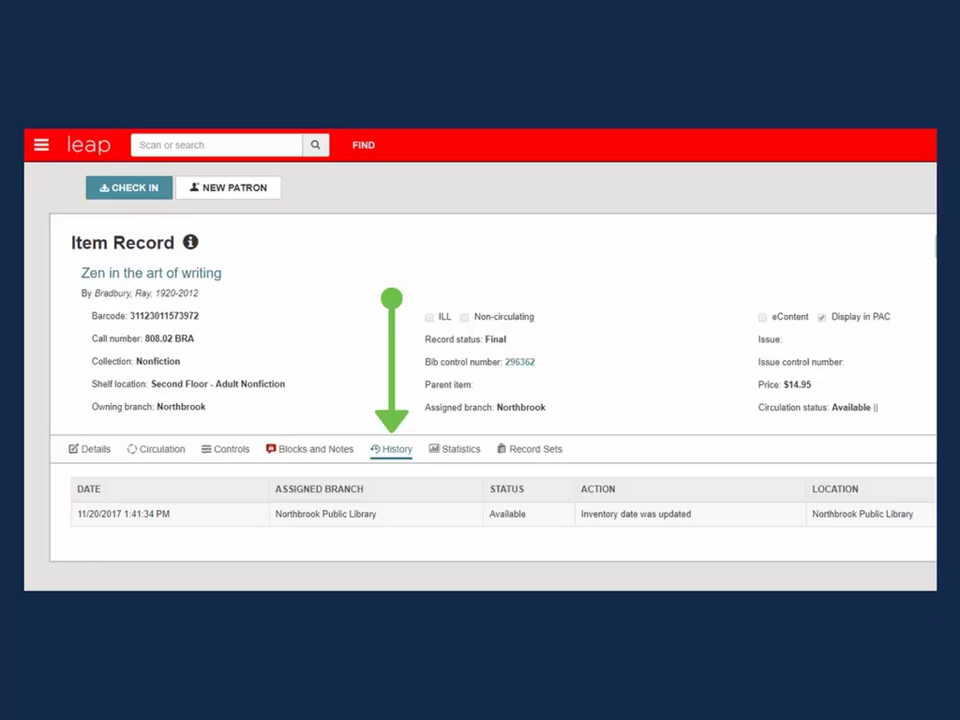 leap Scan or search FIND
CHECK IN NEW PATRON
Item Record
Zen in the art of writing
By Bradbury, Ray, 1920-2012
Barcode: 31123011573972 ILL Non-circulating eContent Display in PAC
Call number: 808.02 BRA Record status: Final Issue:
Collection: Nonfiction Bib control number: 296362 Issue control number:
Shelf location: Second Floor - Adult Nonfiction Parent item: Price: $14.95
Owning branch: Northbrook Assigned branch: Northbrook Circulation status: Available ||
Details Circulation Controls Blocks and Notes History Statistics Record Sets
DATE ASSIGNED BRANCH STATUS ACTION LOCATION
11/20/2017 1:41:34 PM Northbrook Public Library Available Inventory date was updated Northbrook Public Library